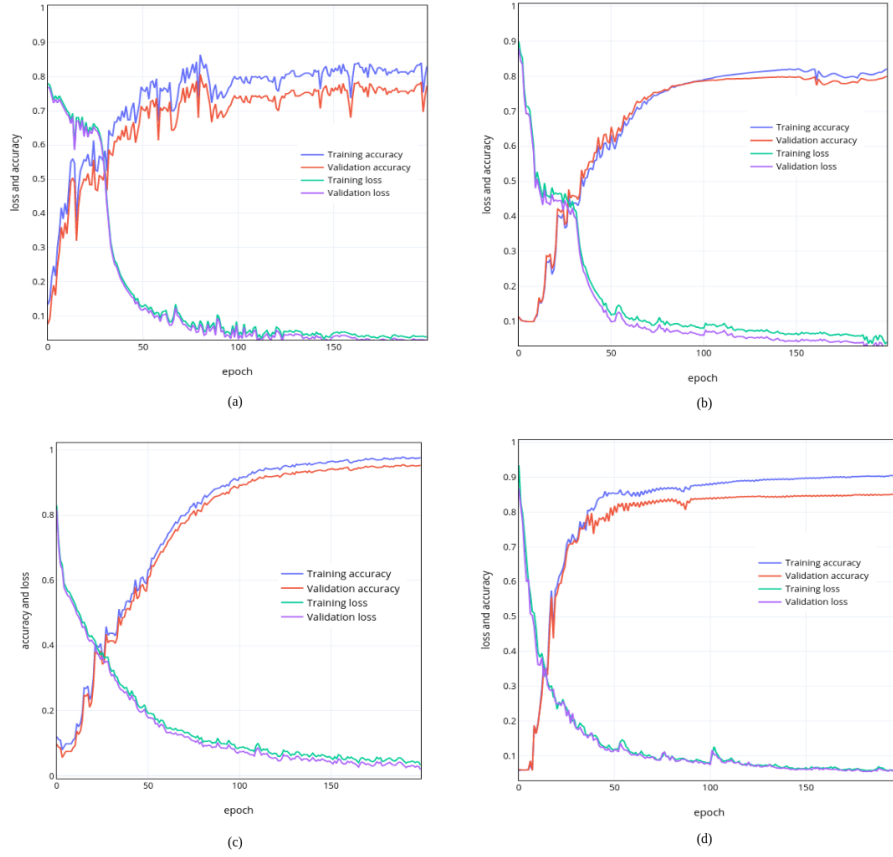 1
0.9
0.8
0.7
0.6
0.5
0.4
0.3
0.2
0.1
0
50
100
150
loss and accuracy
epoch
Training accuracy
Validation accuracy
Training loss
Validation loss
(a)
1
0.9
0.8
0.7
0.6
0.5
0.4
0.3
0.2
0.1
0
50
100
150
loss and accuracy
epoch
Training accuracy
Validation accuracy
Training loss
Validation loss
(b)
1
0.8
0.6
0.4
0.2
0
0
50
100
150
accuracy and loss
epoch
Training accuracy
Validation accuracy
Training loss
Validation loss
(c)
1
0.9
0.8
0.7
0.6
0.5
0.4
0.3
0.2
0.1
0
50
100
150
loss and accuracy
epoch
Training accuracy
Validation accuracy
Training loss
Validation loss
(d)